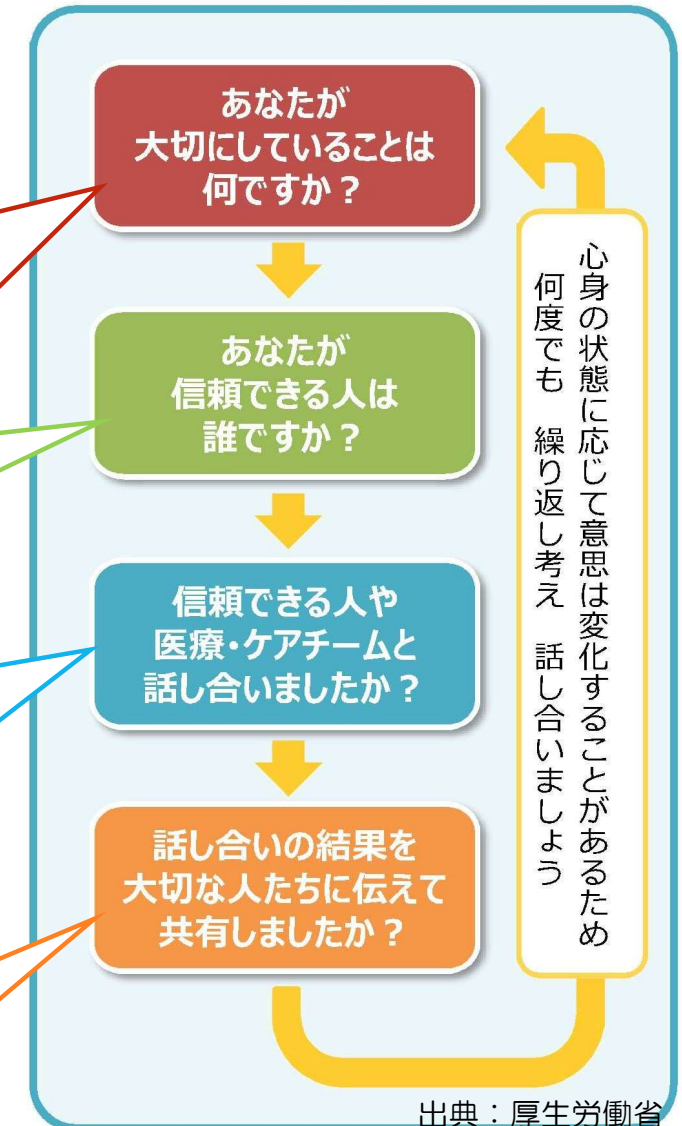 あなたが
大切にしていることは
何ですか？
あなたが
信頼できる人は
誰ですか？
信頼できる人や
医療・ケアチームと
話し合いましたか？
話し合いの結果を
大切な人たちに伝えて
共有しましたか？
心身の状態に応じて意思は変化することがあるため
何度でも　繰り返し考え　話し合いましょう
出典：厚生労働省